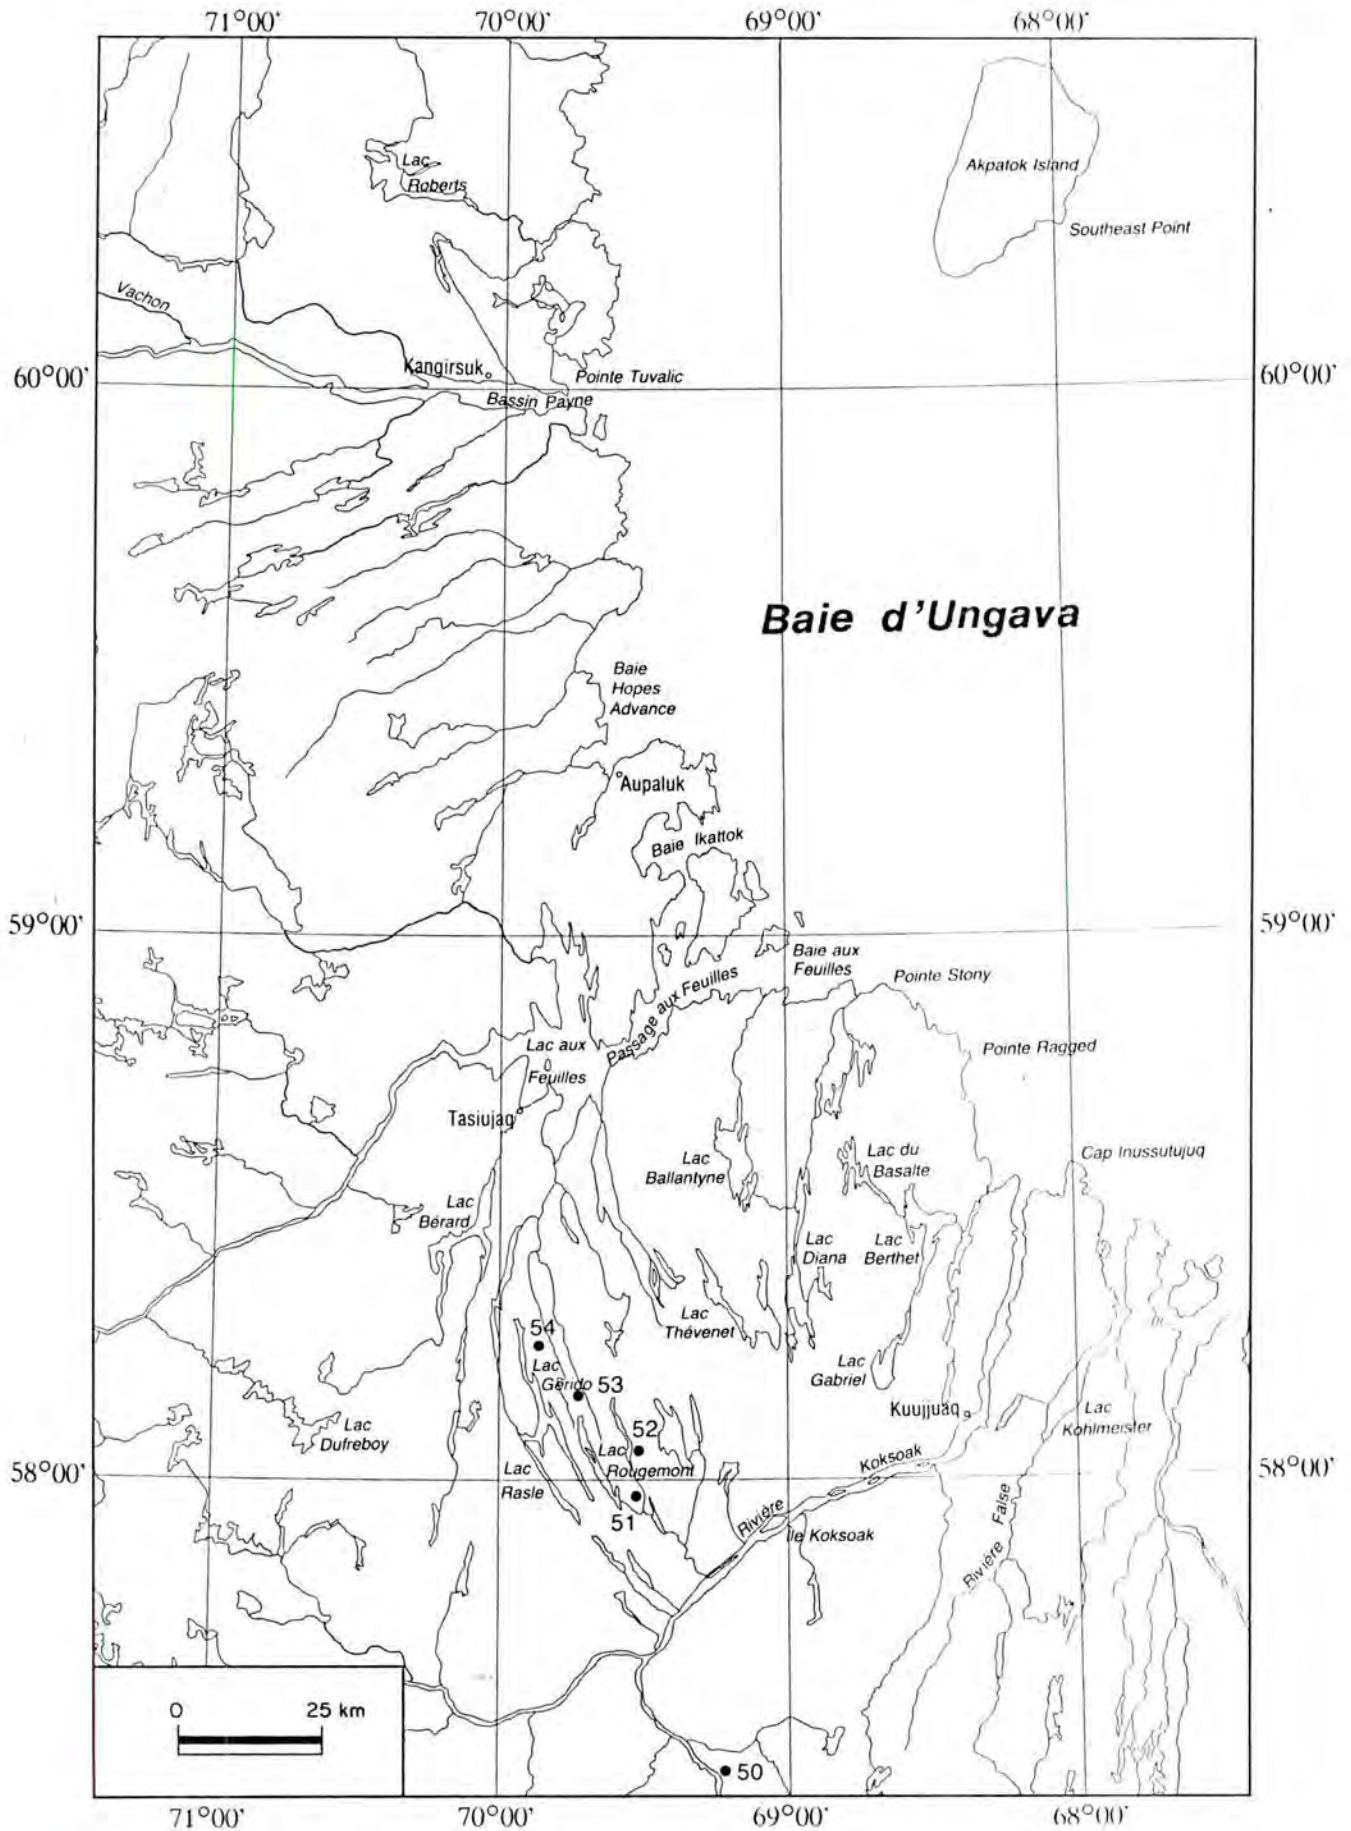 71°00'
70°00'
69°00'
68°00'
Lac
Roberts
Akpatok Island
Southeast Point
Vachon
Kangirsuk
60°00'
Pointe Tuvalic
60°00'
Bassin Payne
Baie d'Ungava
Baie
Hopes
Advance
Aupaluk
Baie Ikattok
59°00'
59°00'
Baie aux
Feuilles
Passage aux Feuilles
Pointe Stony
Lac aux
Feuilles
Pointe Ragged
Tasiujaq
Lac
Ballantyne
Lac du
Basalte
Cap Inussutujuq
Lac
Bérard
Lac
Diana
Lac
Berthet
Lac
Thévenet
54
Lac
Gérido
53
Lac
Gabriel
Kuujjuaq
Lac
Kohlmeister
Lac
Dufreboy
52
Lac
Rougemont
58°00'
58°00'
Lac
Rasle
51
Rivière
Koksoak
Ile Koksoak
Rivière
False
0
25 km
50
71°00'
70°00'
69°00'
68°00'